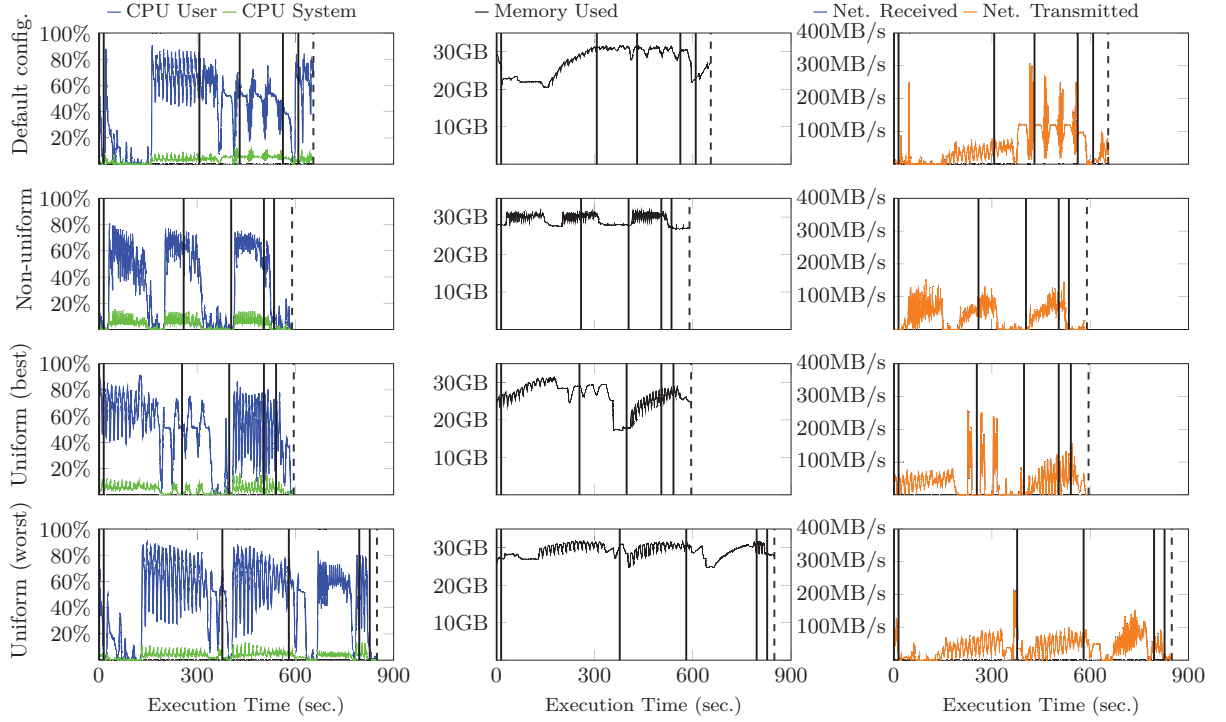 CPU User CPU System Memory Used Net. Received Net. Transmitted
Default config.
100%
80%
60%
40%
20%
30GB
20GB
10GB
400MB/s
300MB/s
200MB/s
100MB/s
Non-uniform
100%
80%
60%
40%
20%
30GB
20GB
10GB
400MB/s
300MB/s
200MB/s
100MB/s
Uniform (best)
100%
80%
60%
40%
20%
30GB
20GB
10GB
400MB/s
300MB/s
200MB/s
100MB/s
Uniform (worst)
100%
80%
60%
40%
20%
30GB
20GB
10GB
400MB/s
300MB/s
200MB/s
100MB/s
0 300 600 900 0 300 600 900 0 300 600 900
Execution Time (sec.) Execution Time (sec.) Execution Time (sec.)